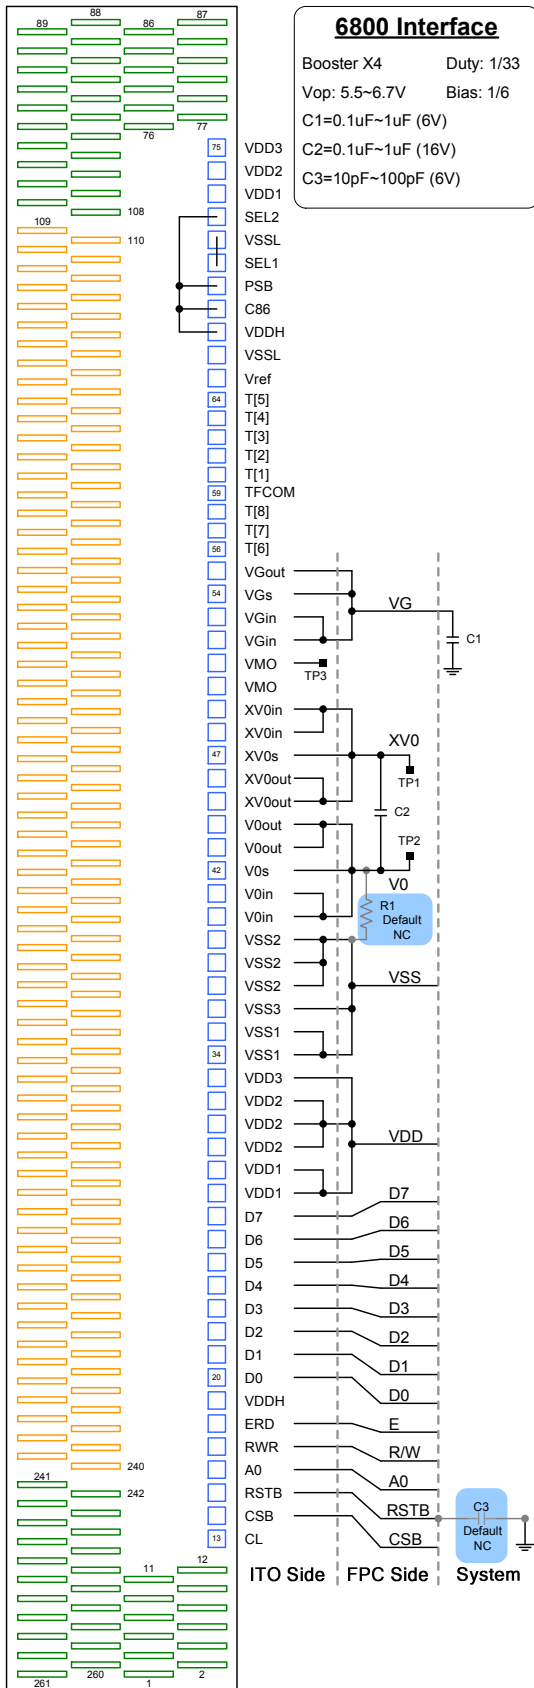 6800 Interface
Booster X4 Duty: 1/33
Vop: 5.5~6.7V Bias: 1/6
C1=0.1uF~1uF (6V)
C2=0.1uF~1uF (16V)
C3=10pF~100pF (6V)
88 87
89 86
76 77
75 VDD3
VDD2
VDD1
108 SEL2
109
110 VSSL
SEL1
PSB
C86
VDDH
VSSL
Vref
64 T[5]
T[4]
T[3]
T[2]
T[1]
59 TFCOM
T[8]
T[7]
56 T[6]
VGout
54 VGs VG
VGin
VGin C1
VMO TP3
VMO
XV0in
XV0in XV0
47 XV0s
XV0out TP1
XV0out C2
V0out
V0out TP2
42 V0s V0
V0in R1
V0in Default
VSS2 NC
VSS2
VSS2 VSS
VSS3
VSS1
34 VSS1
VDD3
VDD2
VDD2
VDD2 VDD
VDD1
VDD1 D7
D7 D6
D6 D5
D5 D4
D4 D3
D3 D2
D2 D1
D1 D0
20 D0
VDDH E
ERD R/W
RWR A0
240 A0
241 242 RSTB RSTB C3
CSB CSB Default
13 CL NC
12
11 ITO Side FPC Side System
261 260 1 2